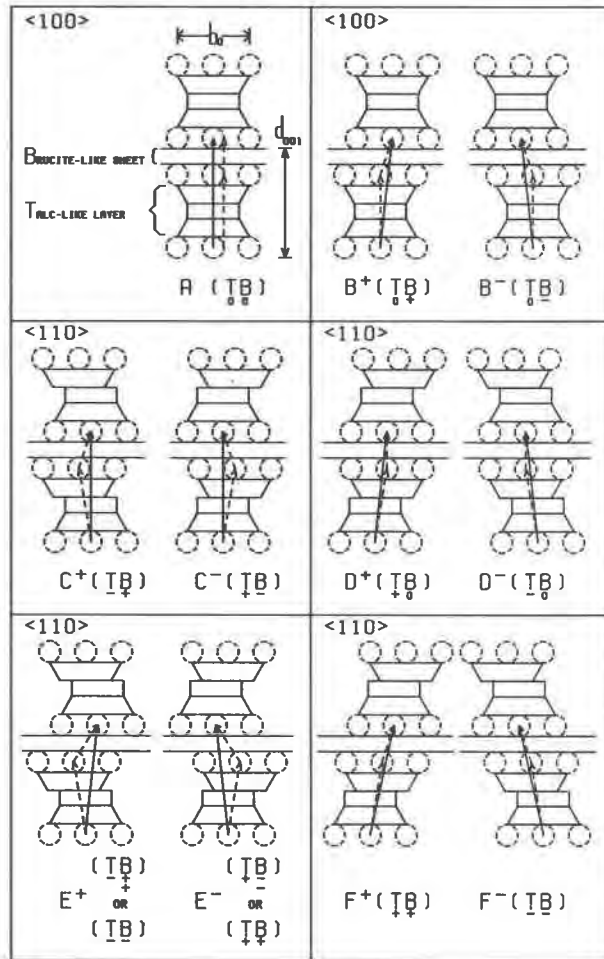 <100>
b₀
d₀₀₁
BRUCITE-LIKE SHEET
TALC-LIKE LAYER
A (TB)
o o
<100>
B⁺(TB) B⁻(TB)
o + o -
<110>
C⁺(TB) C⁻(TB)
- + + -
<110>
D⁺(TB) D⁻(TB)
+ o - o
<110>
(TB) (TB)
- + + -
+ -
E⁺ OR E⁻ OR
(TB) (TB)
- - + +
<110>
F⁺(TB) F⁻(TB)
+ + - -